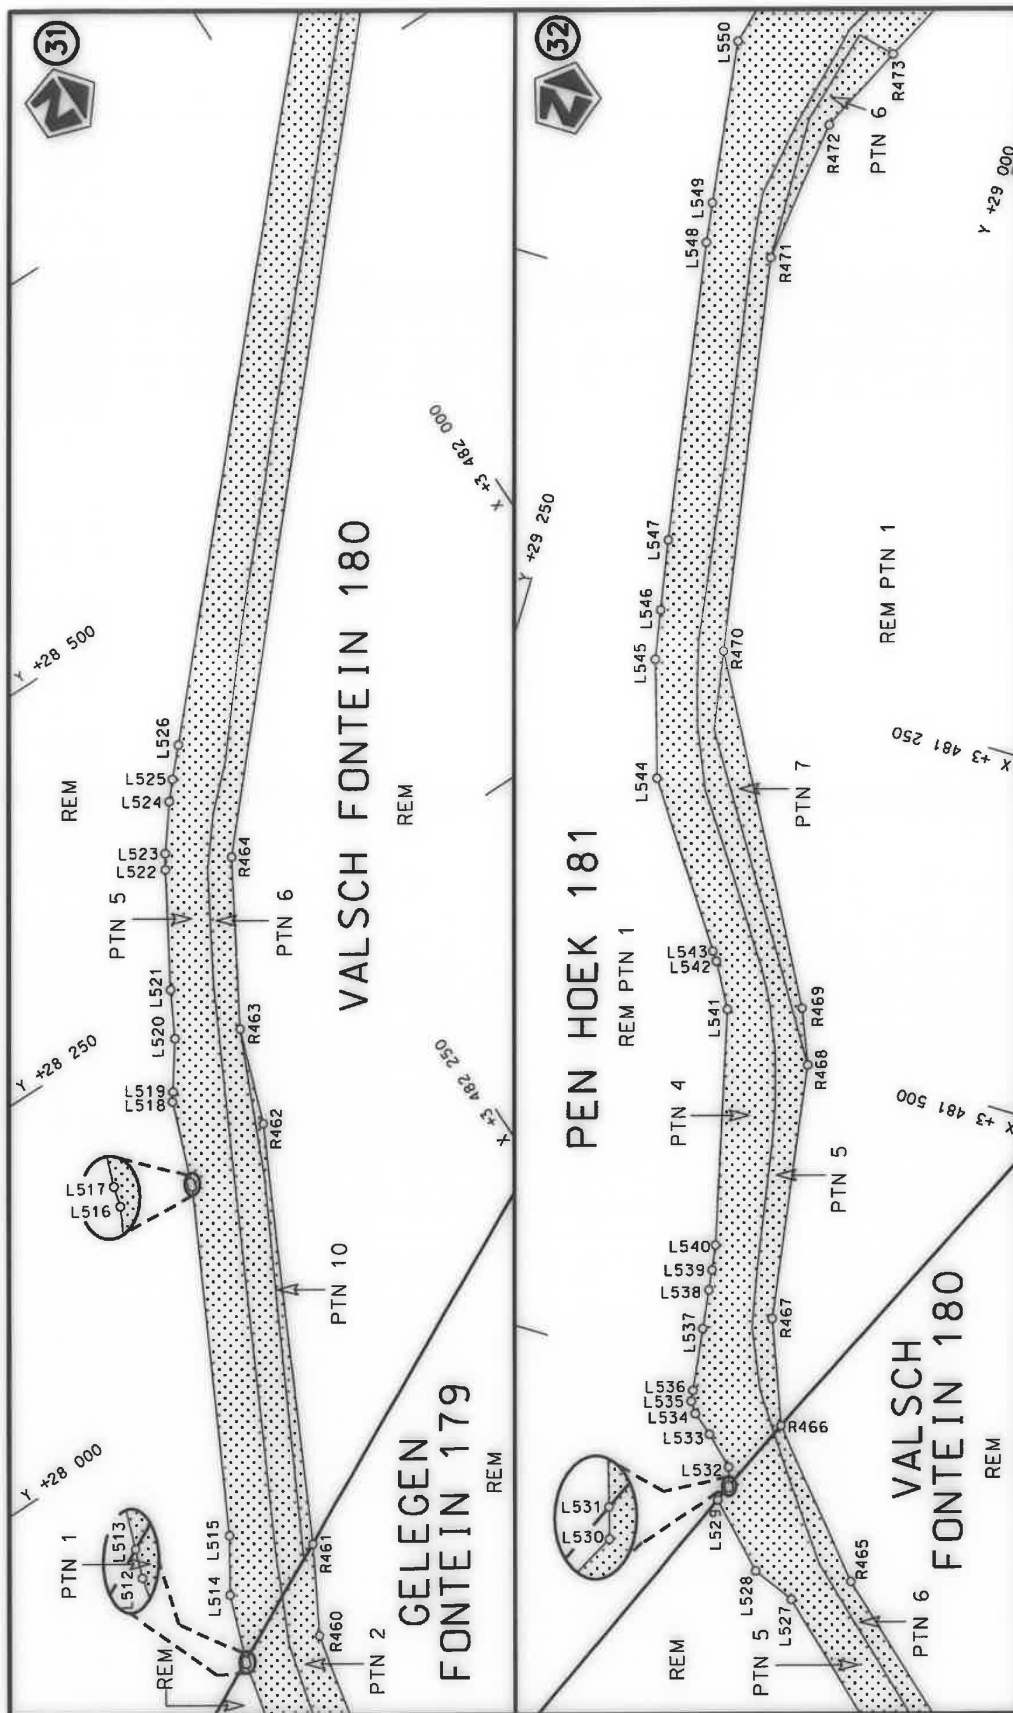 31
N
Y +28 500
Y +28 250
Y +28 000
X +3 482 000
X +3 482 250
REM
L526
L525
L524
L523
L522
L521
L520
L519
L518
L517
L516
L515
L514
L513
L512
PTN 5
PTN 6
R464
R463
R462
R461
R460
PTN 10
PTN 1
PTN 2
REM
VALSCH FONTEIN 180
REM
GELEGEN
FONTEIN 179
REM
32
N
L550
L549
L548
L547
L546
L545
L544
L543
L542
L541
L540
L539
L538
L537
L536
L535
L534
L533
L532
L531
L530
L529
L528
L527
R473
R472
R471
R470
R469
R468
R467
R466
R465
PTN 6
PTN 7
PTN 4
PTN 5
PTN 5
PTN 6
Y +29 000
Y +29 250
X +3 481 250
X +3 481 500
PEN HOEK 181
REM PTN 1
REM PTN 1
REM
VALSCH
FONTEIN 180
REM